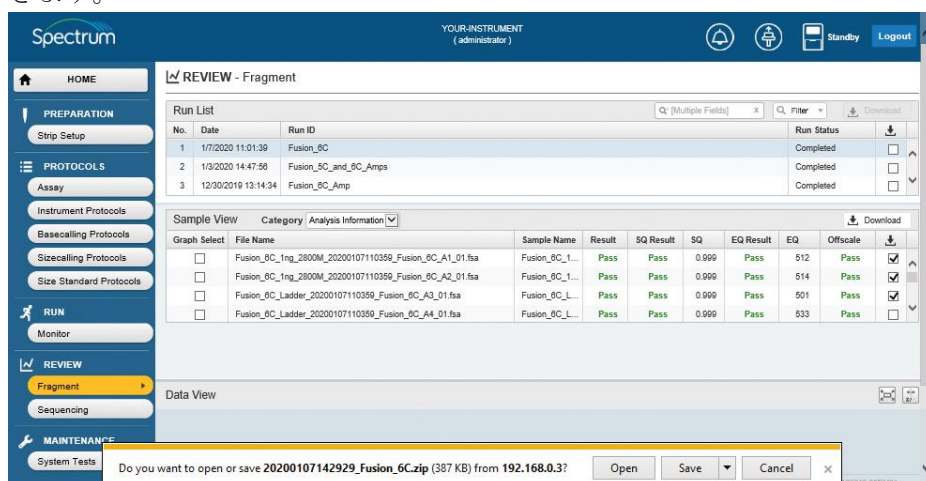 きます。
Spectrum
YOUR-INSTRUMENT
( administrator )
Standby
Logout
HOME
REVIEW - Fragment
PREPARATION
Strip Setup
PROTOCOLS
Assay
Instrument Protocols
Basecalling Protocols
Sizecalling Protocols
Size Standard Protocols
RUN
Monitor
REVIEW
Fragment
Sequencing
MAINTENANCE
System Tests
Run List
[Multiple Fields] x Filter Download
No. Date Run ID Run Status
1 1/7/2020 11:01:39 Fusion_6C Completed
2 1/3/2020 14:47:56 Fusion_5C_and_6C_Amps Completed
3 12/30/2019 13:14:34 Fusion_6C_Amp Completed
Sample View Category Analysis Information Download
Graph Select File Name Sample Name Result SQ Result SQ EQ Result EQ Offscale
Fusion_6C_1ng_2800M_20200107110359_Fusion_6C_A1_01.fsa Fusion_6C_1... Pass Pass 0.999 Pass 512 Pass
Fusion_6C_1ng_2800M_20200107110359_Fusion_6C_A2_01.fsa Fusion_6C_1... Pass Pass 0.999 Pass 514 Pass
Fusion_6C_Ladder_20200107110359_Fusion_6C_A3_01.fsa Fusion_6C_L... Pass Pass 0.999 Pass 501 Pass
Fusion_6C_Ladder_20200107110359_Fusion_6C_A4_01.fsa Fusion_6C_L... Pass Pass 0.999 Pass 533 Pass
Data View
Do you want to open or save 20200107142929_Fusion_6C.zip (387 KB) from 192.168.0.3? Open Save Cancel ×